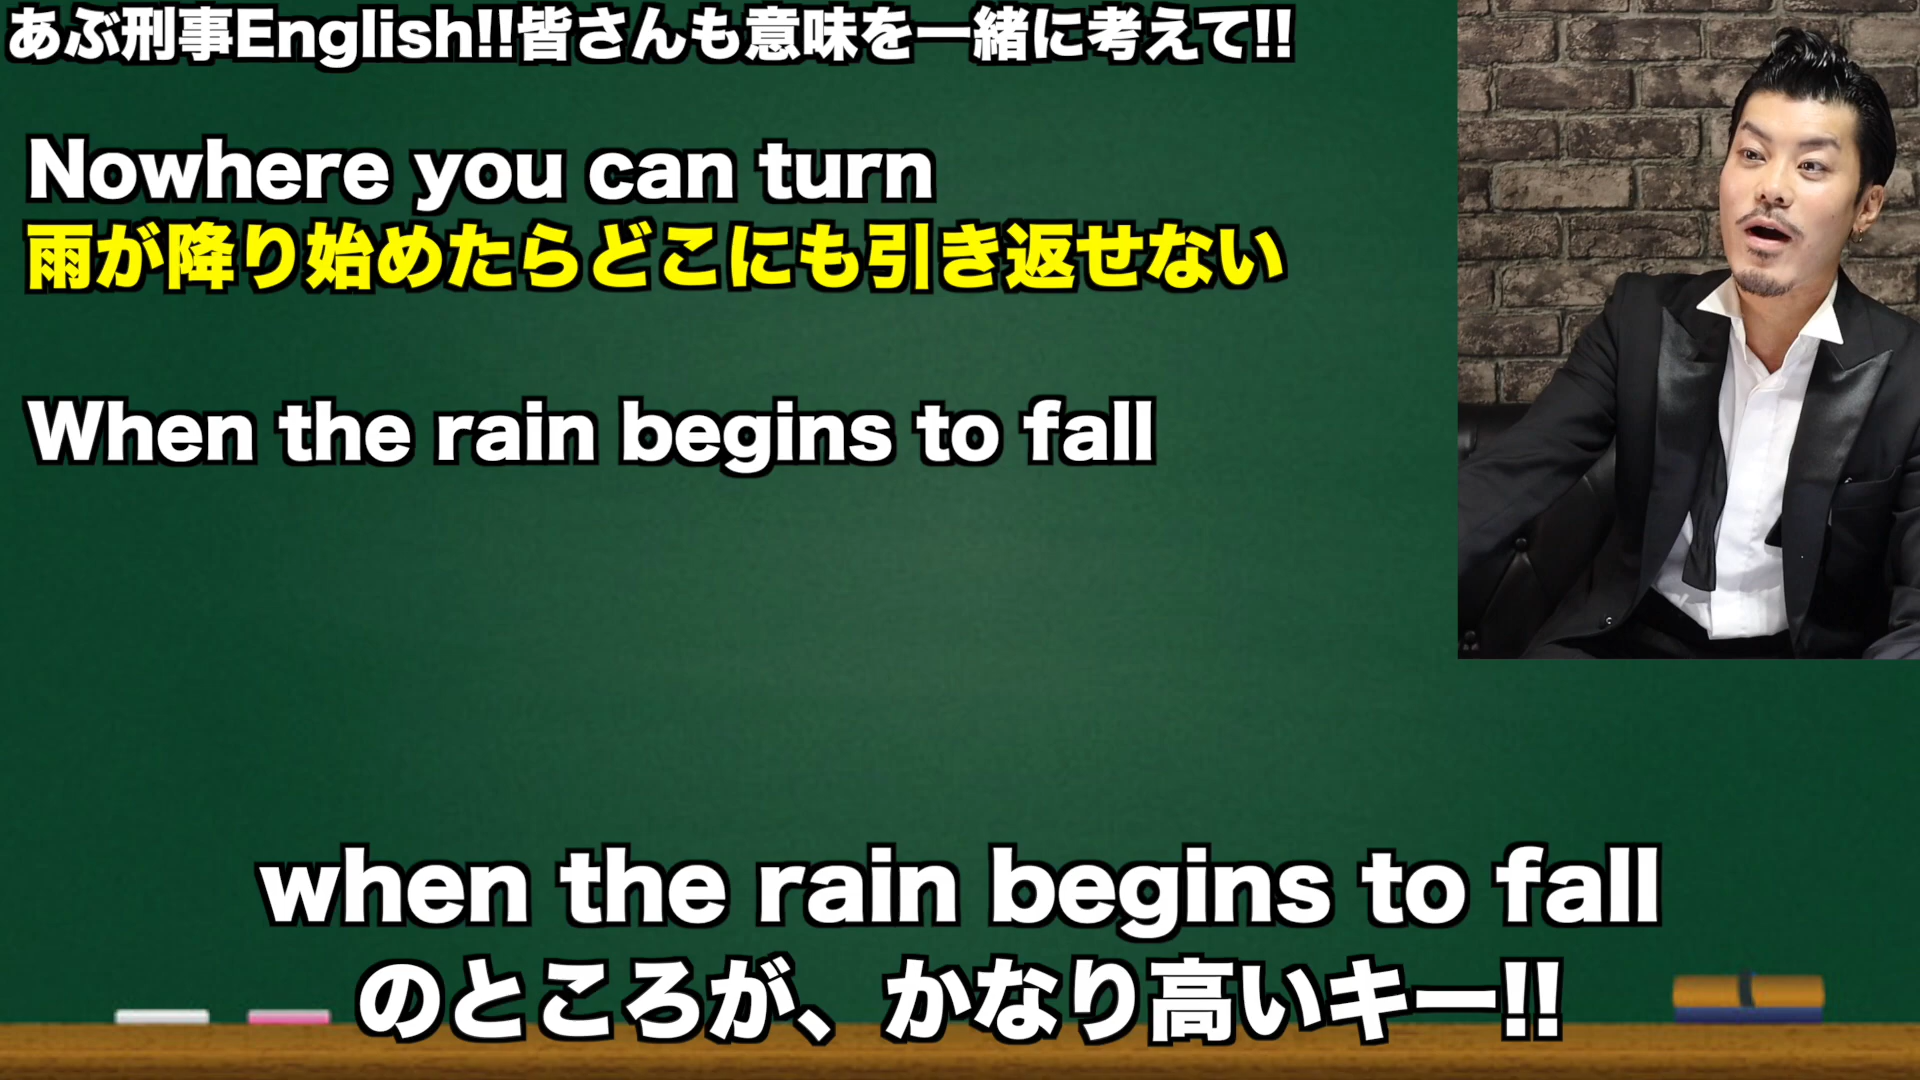 あぶ刑事English!!皆さんも意味を一緒に考えて!!
Nowhere you can turn
雨が降り始めたらどこにも引き返せない
When the rain begins to fall
when the rain begins to fall
のところが、かなり高いキー!!